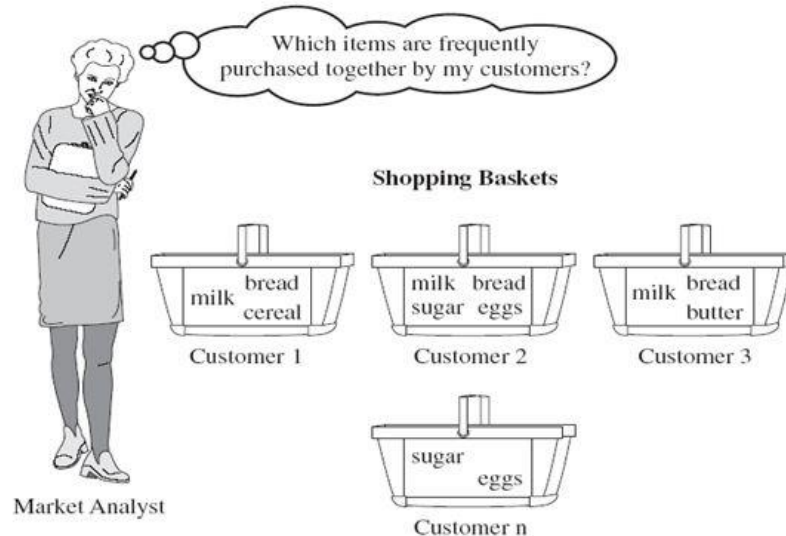 Which items are frequently
purchased together by my customers?
Shopping Baskets
milk bread
cereal
Customer 1
milk bread
sugar eggs
Customer 2
milk bread
butter
Customer 3
sugar
eggs
Customer n
Market Analyst